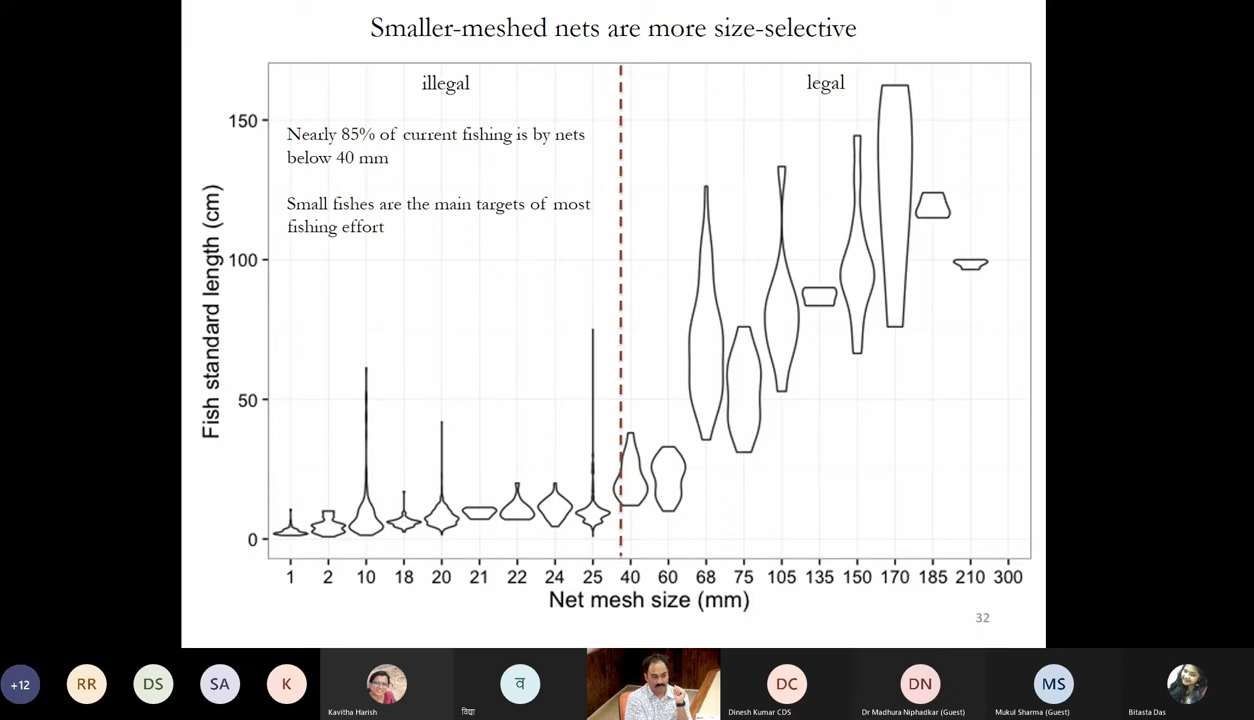 Smaller-meshed nets are more size-selective
illegal
legal
Nearly 85% of current fishing is by nets
below 40 mm
Small fishes are the main targets of most
fishing effort
Fish standard length (cm)
150
100
50
0
1 2 10 18 20 21 22 24 25 40 60 68 75 105 135 150 170 185 210 300
Net mesh size (mm)
32
+12 RR DS SA K व DC DN MS
Kavitha Harish विद्या Dinesh Kumar CDS Dr Madhura Niphadkar (Guest) Mukul Sharma (Guest) Bitasta Das